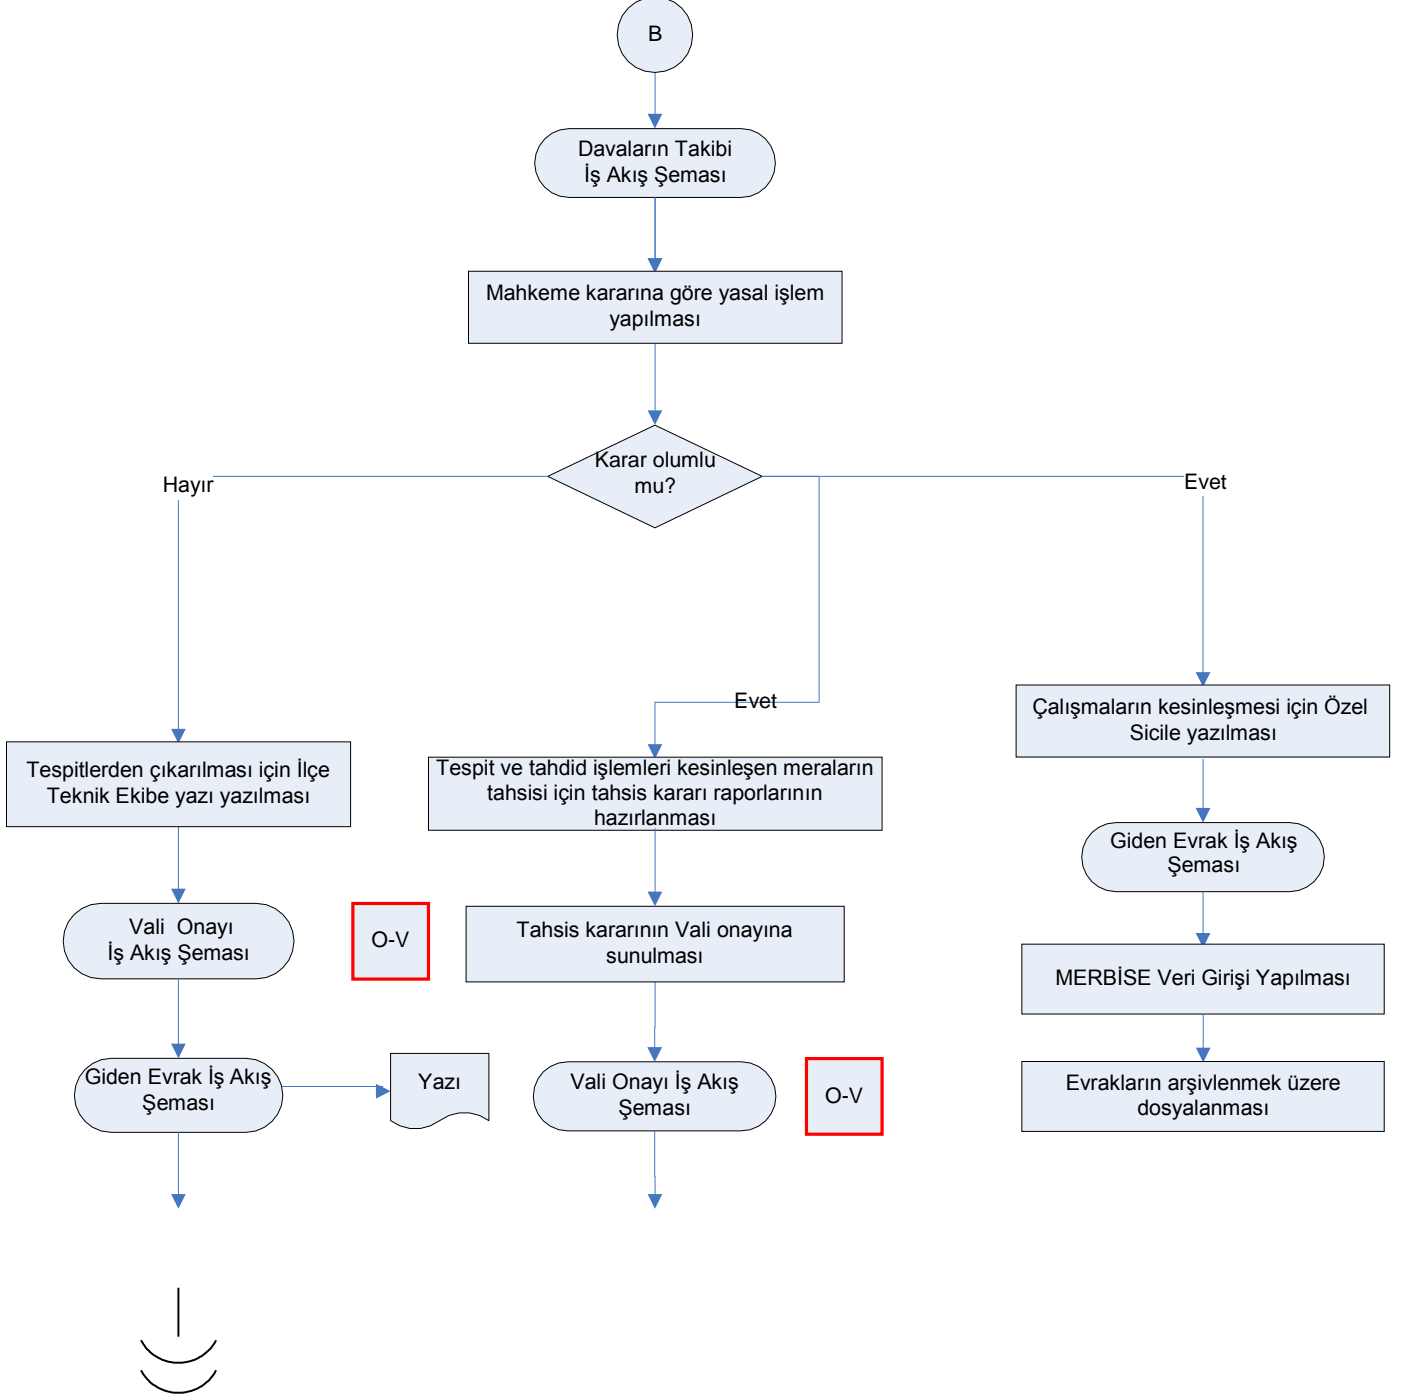 B
Davaların Takibi
İş Akış Şeması
Mahkeme kararına göre yasal işlem
yapılması
Karar olumlu
mu?
Hayır
Evet
Evet
Tespitlerden çıkarılması için İlçe
Teknik Ekibe yazı yazılması
Vali  Onayı
İş Akış Şeması
O-V
Giden Evrak İş Akış
Şeması
Yazı
Tespit ve tahdid işlemleri kesinleşen meraların
tahsisi için tahsis kararı raporlarının
hazırlanması
Tahsis kararının Vali onayına
sunulması
Vali Onayı İş Akış
Şeması
O-V
Çalışmaların kesinleşmesi için Özel
Sicile yazılması
Giden Evrak İş Akış
Şeması
MERBİSE Veri Girişi Yapılması
Evrakların arşivlenmek üzere
dosyalanması